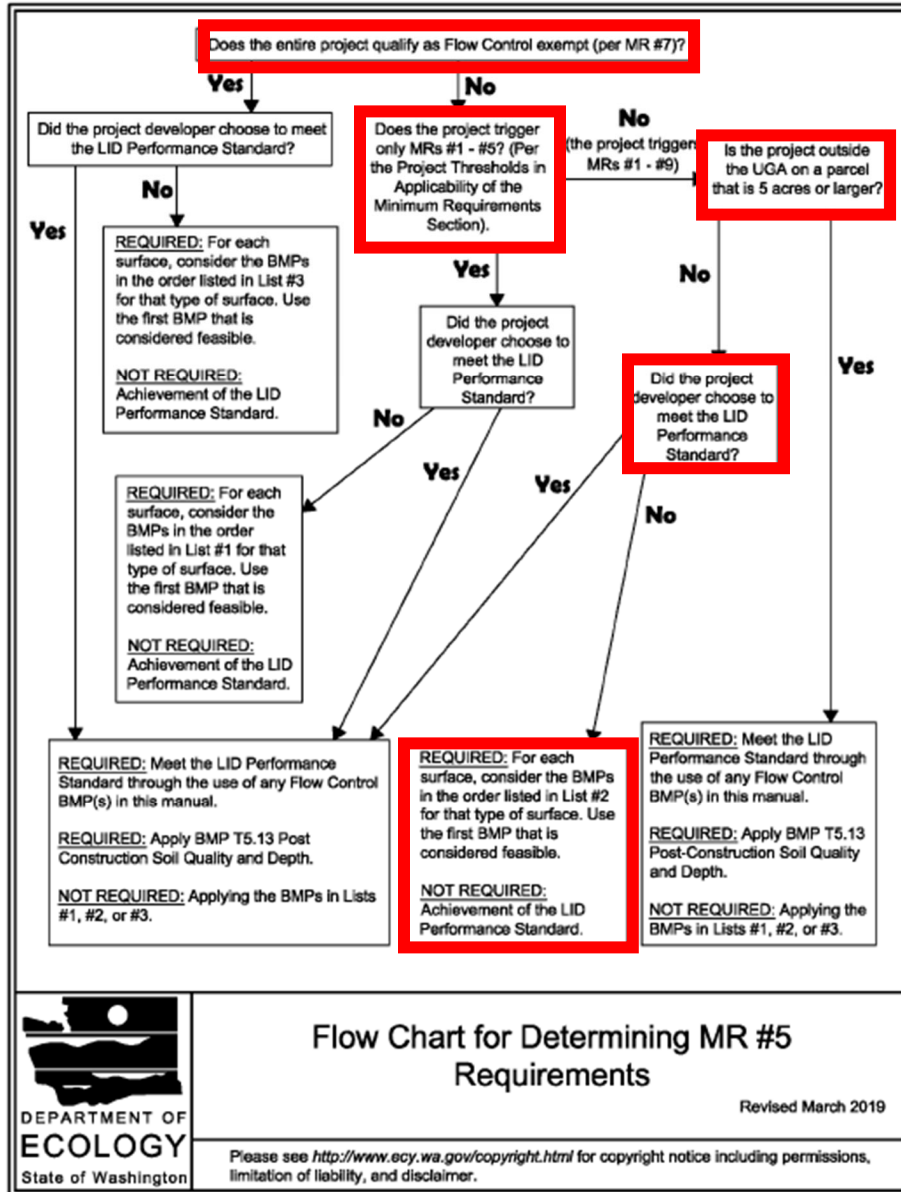 Does the entire project qualify as Flow Control exempt (per MR #7)?
Yes
No
Did the project developer choose to meet
the LID Performance Standard?
Does the project trigger
only MRs #1 - #5? (Per
the Project Thresholds in
Applicability of the
Minimum Requirements
Section).
No
(the project triggers
MRs #1 - #9)
Is the project outside
the UGA on a parcel
that is 5 acres or larger?
No
Yes
REQUIRED: For each
surface, consider the BMPs
in the order listed in List #3
for that type of surface. Use
the first BMP that is
considered feasible.
NOT REQUIRED:
Achievement of the LID
Performance Standard.
Yes
No
Did the project
developer choose to
meet the LID
Performance
Standard?
Yes
Did the project
developer choose to
meet the LID
Performance
Standard?
No
Yes
Yes
No
REQUIRED: For each
surface, consider the
BMPs in the order
listed in List #1 for that
type of surface. Use
the first BMP that is
considered feasible.
NOT REQUIRED:
Achievement of the LID
Performance Standard.
REQUIRED: Meet the LID Performance
Standard through the use of any Flow Control
BMP(s) in this manual.
REQUIRED: Apply BMP T5.13 Post
Construction Soil Quality and Depth.
NOT REQUIRED: Applying the BMPs in Lists
#1, #2, or #3.
REQUIRED: For each
surface, consider the BMPs
in the order listed in List #2
for that type of surface. Use
the first BMP that is
considered feasible.
NOT REQUIRED:
Achievement of the LID
Performance Standard.
REQUIRED: Meet the LID
Performance Standard through
the use of any Flow Control
BMP(s) in this manual.
REQUIRED: Apply BMP T5.13
Post-Construction Soil Quality
and Depth.
NOT REQUIRED: Applying the
BMPs in Lists #1, #2, or #3.
DEPARTMENT OF
ECOLOGY
State of Washington
Flow Chart for Determining MR #5
Requirements
Revised March 2019
Please see http://www.ecy.wa.gov/copyright.html for copyright notice including permissions,
limitation of liability, and disclaimer.